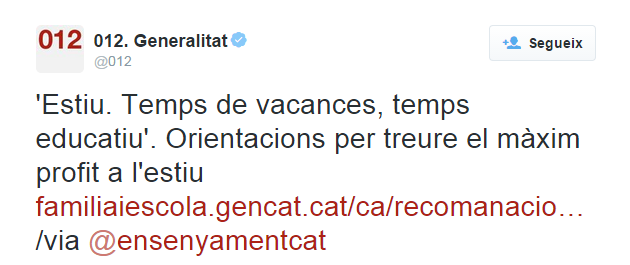 012
012. Generalitat
@012
Segueix
'Estiu. Temps de vacances, temps
educatiu'. Orientacions per treure el màxim
profit a l'estiu
familiaiescola.gencat.cat/ca/recomanacio…
/via @ensenyamentcat